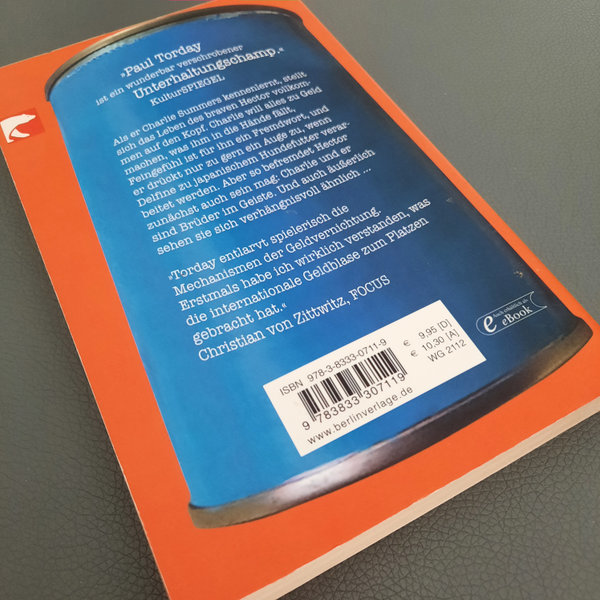 »Paul Torday
ist ein wunderbar verschrobener
Unterhaltungschamp.«
KulturSPIEGEL
Als er Charlie Summers kennenlernt, stellt
sich das Leben des braven Hector vollkom-
men auf den Kopf. Charlie will alles zu Geld
machen, was ihm in die Hände fällt.
Feingefühl ist für ihn ein Fremdwort, und
er drückt nur zu gern ein Auge zu, wenn
Delfine zu japanischem Hundefutter verar-
beitet werden. Aber so befremdet Hector
zunächst auch sein mag: Charlie und er
sind Brüder im Geiste. Und auch äußerlich
sehen sie sich verhängnisvoll ähnlich ...
»Torday entlarvt spielerisch die
Mechanismen der Geldvernichtung
Erstmals habe ich wirklich verstanden, was
die internationale Geldblase zum Platzen
gebracht hat.«
Christian von Zittwitz, FOCUS
e Auch erhältlich als
eBook
ISBN 978-3-8333-0711-9
9 783833 307119
€ 9,95 [D]
€ 10,30 [A]
WG 2112
www.berlinverlage.de